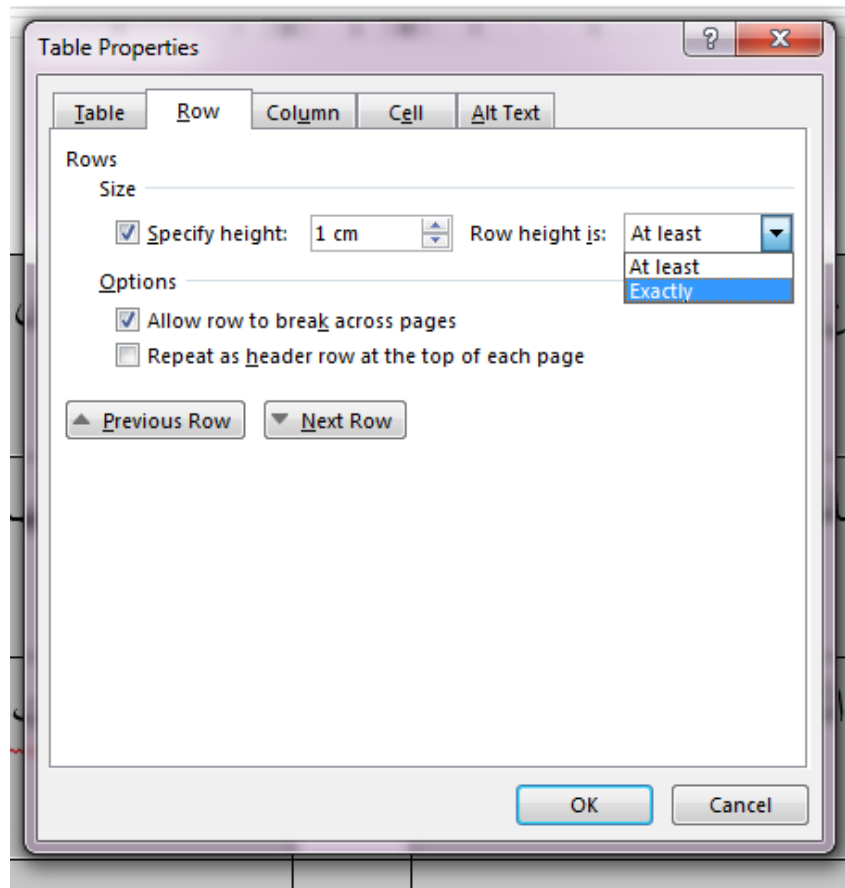 Table Properties
Table Row Column Cell Alt Text
Rows
Size
Specify height: 1 cm Row height is: At least
At least
Exactly
Options
Allow row to break across pages
Repeat as header row at the top of each page
Previous Row Next Row
OK Cancel